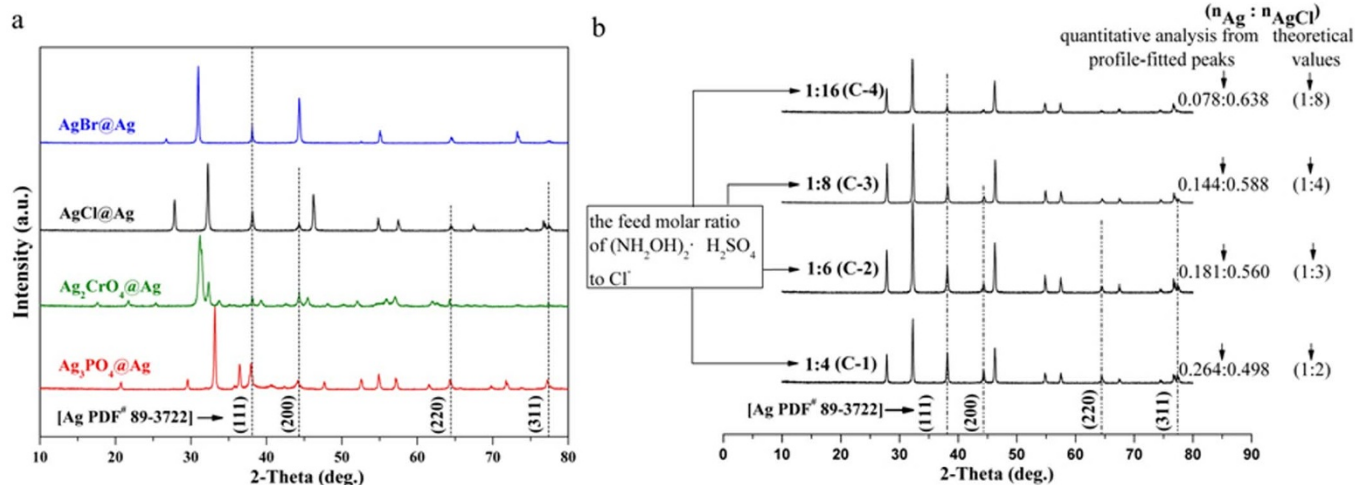 a
AgBr@Ag
AgCl@Ag
Ag₂CrO₄@Ag
Ag₃PO₄@Ag
[Ag PDF# 89-3722]
(111)
(200)
(220)
(311)
Intensity (a.u.)
10 20 30 40 50 60 70 80
2-Theta (deg.)
b
(nAg : nAgCl)
quantitative analysis from theoretical
profile-fitted peaks values
1:16 (C-4) 0.078:0.638 (1:8)
1:8 (C-3) 0.144:0.588 (1:4)
the feed molar ratio
of (NH₂OH)₂· H₂SO₄
to Cl⁻
1:6 (C-2) 0.181:0.560 (1:3)
1:4 (C-1) 0.264:0.498 (1:2)
[Ag PDF# 89-3722]
(111)
(200)
(220)
(311)
10 20 30 40 50 60 70 80 90
2-Theta (deg.)